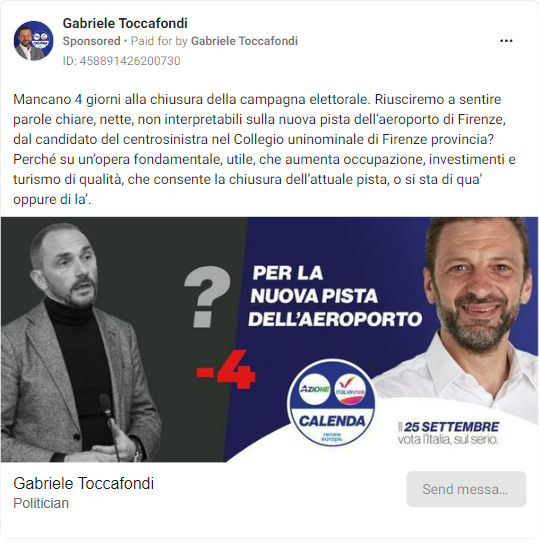 Gabriele Toccafondi
Sponsored • Paid for by Gabriele Toccafondi
ID: 458891426200730
Mancano 4 giorni alla chiusura della campagna elettorale. Riusciremo a sentire
parole chiare, nette, non interpretabili sulla nuova pista dell’aeroporto di Firenze,
dal candidato del centrosinistra nel Collegio uninominale di Firenze provincia?
Perché su un’opera fondamentale, utile, che aumenta occupazione, investimenti e
turismo di qualità, che consente la chiusura dell’attuale pista, o si sta di qua’
oppure di la’.
?
-4
PER LA
NUOVA PISTA
DELL'AEROPORTO
AZIONE
ITALIAVIVA
CALENDA
renew
europe.
Il 25 SETTEMBRE
vota l'Italia, sul serio.
Gabriele Toccafondi
Politician
Send messa...